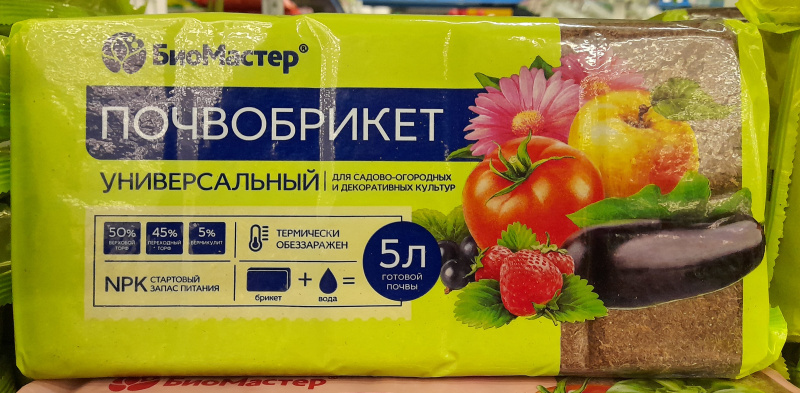 БиоМастер®
ПОЧВОБРИКЕТ
УНИВЕРСАЛЬНЫЙ
ДЛЯ САДОВО-ОГОРОДНЫХ
И ДЕКОРАТИВНЫХ КУЛЬТУР
50% 45% 5%
ВЕРХОВОЙ ТОРФ ПЕРЕХОДНЫЙ ТОРФ ВЕРМИКУЛИТ
ТЕРМИЧЕСКИ
ОБЕЗЗАРАЖЕН
NPK СТАРТОВЫЙ
ЗАПАС ПИТАНИЯ
+ =
брикет вода
5л
ГОТОВОЙ
ПОЧВЫ
БиоМастер